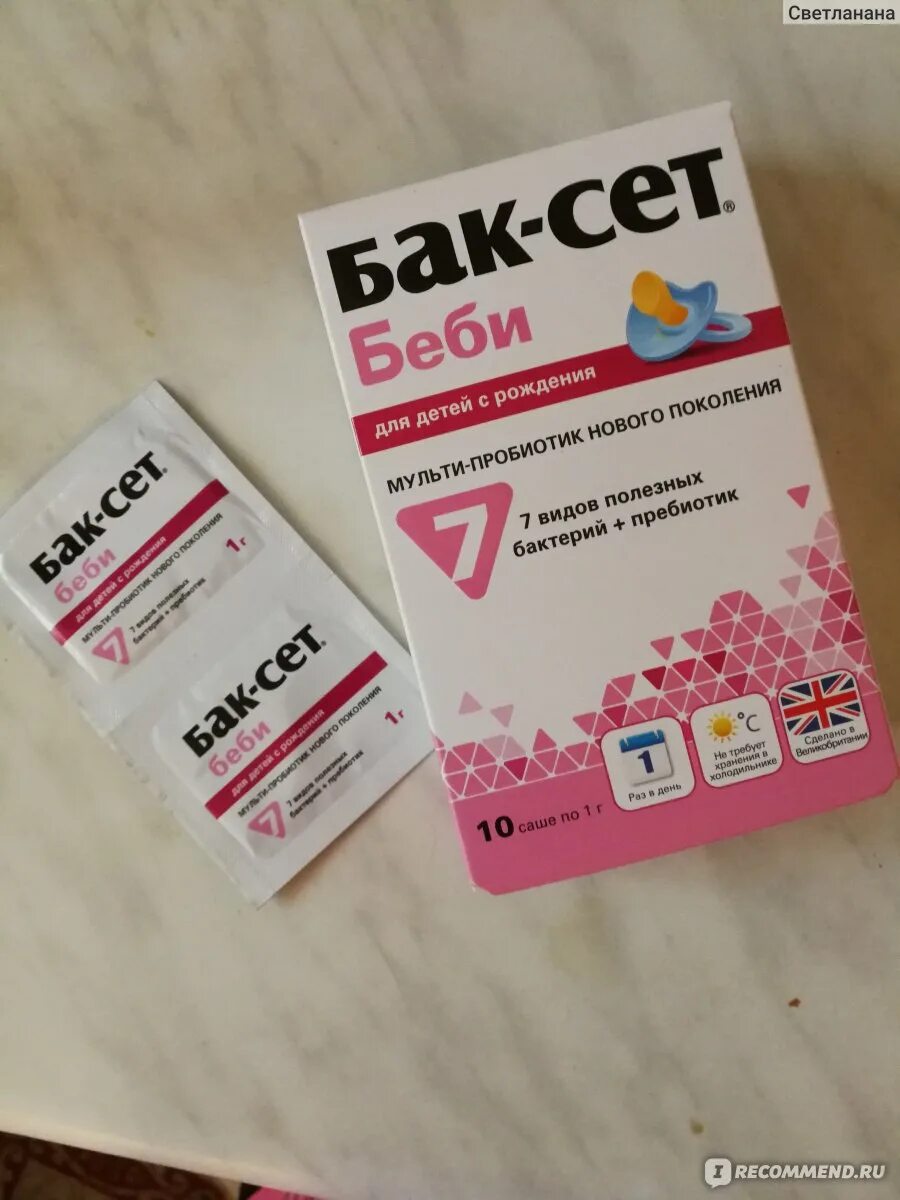 Светланана
Бак-сет®
Беби
для детей с рождения
МУЛЬТИ-ПРОБИОТИК НОВОГО ПОКОЛЕНИЯ
7
7 видов полезных
бактерий + пребиотик
1
Раз в день
°C
Не требует
хранения в
холодильнике
Сделано в
Великобритании
10 саше по 1 г
Бак-сет®
беби
для детей с рождения
МУЛЬТИ-ПРОБИОТИК НОВОГО ПОКОЛЕНИЯ
7
7 видов полезных
бактерий + пребиотик
1г
Бак-сет®
беби
для детей с рождения
МУЛЬТИ-ПРОБИОТИК НОВОГО ПОКОЛЕНИЯ
7
7 видов полезных
бактерий + пребиотик
1г
IRECOMMEND.RU